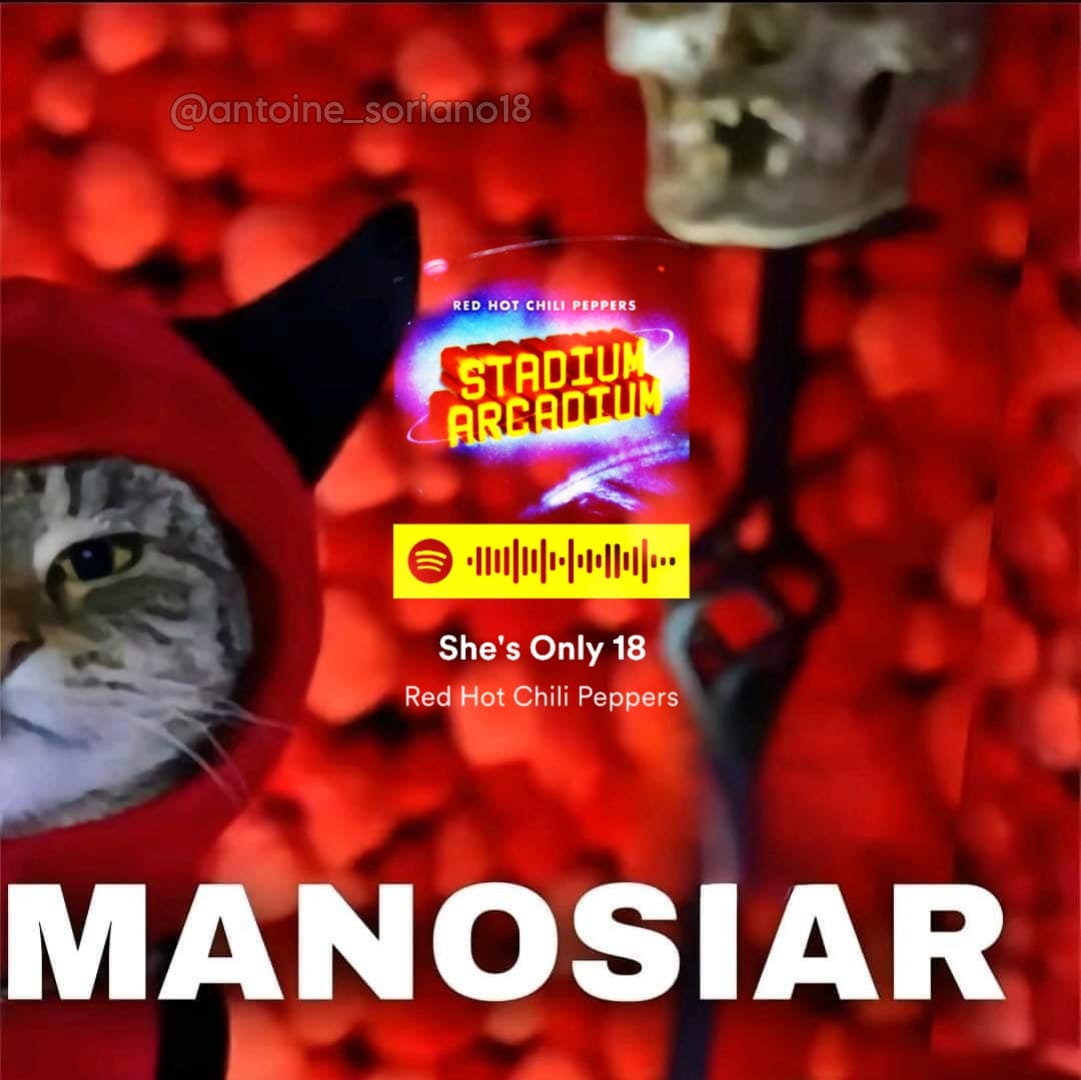 @antoine_soriano18
RED HOT CHILI PEPPERS
STADIUM
ARCADIUM
She's Only 18
Red Hot Chili Peppers
MANOSIAR